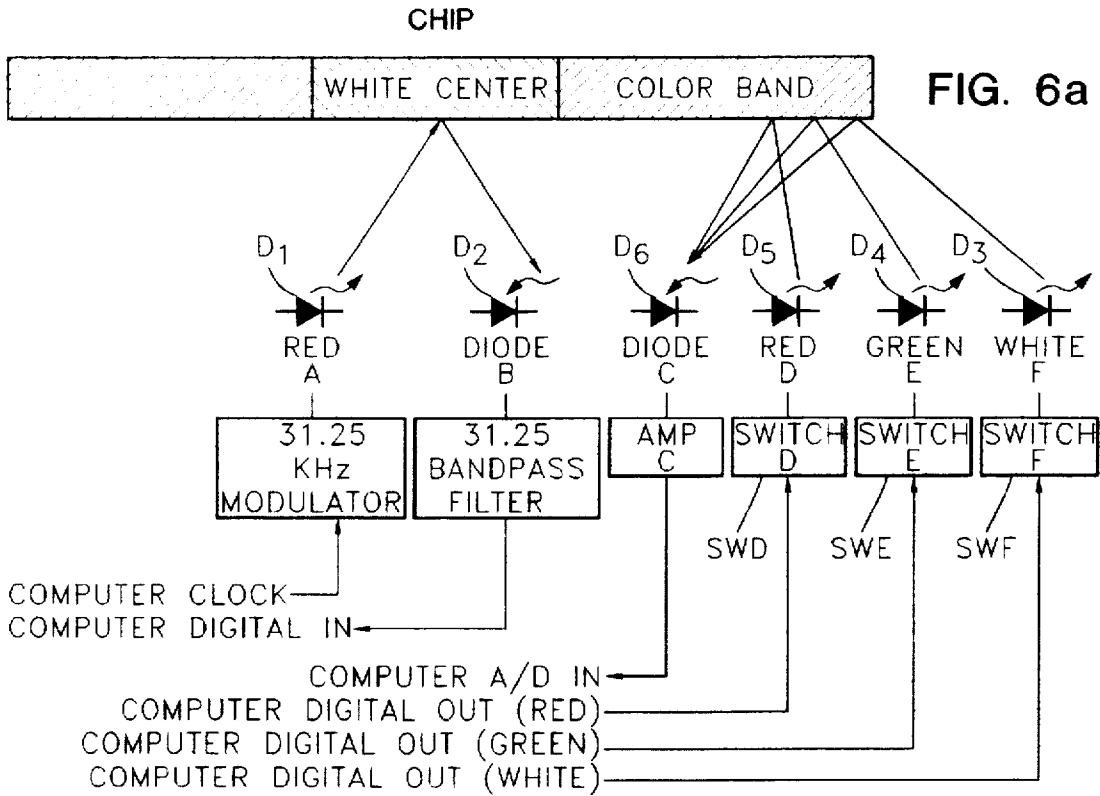 CHIP
WHITE CENTER
COLOR BAND
FIG. 6a
D1
D2
D6
D5
D4
D3
RED
A
DIODE
B
DIODE
C
RED
D
GREEN
E
WHITE
F
31.25
KHz
MODULATOR
31.25
BANDPASS
FILTER
AMP
C
SWITCH
D
SWITCH
E
SWITCH
F
SWD
SWE
SWF
COMPUTER CLOCK
COMPUTER DIGITAL IN
COMPUTER A/D IN
COMPUTER DIGITAL OUT (RED)
COMPUTER DIGITAL OUT (GREEN)
COMPUTER DIGITAL OUT (WHITE)